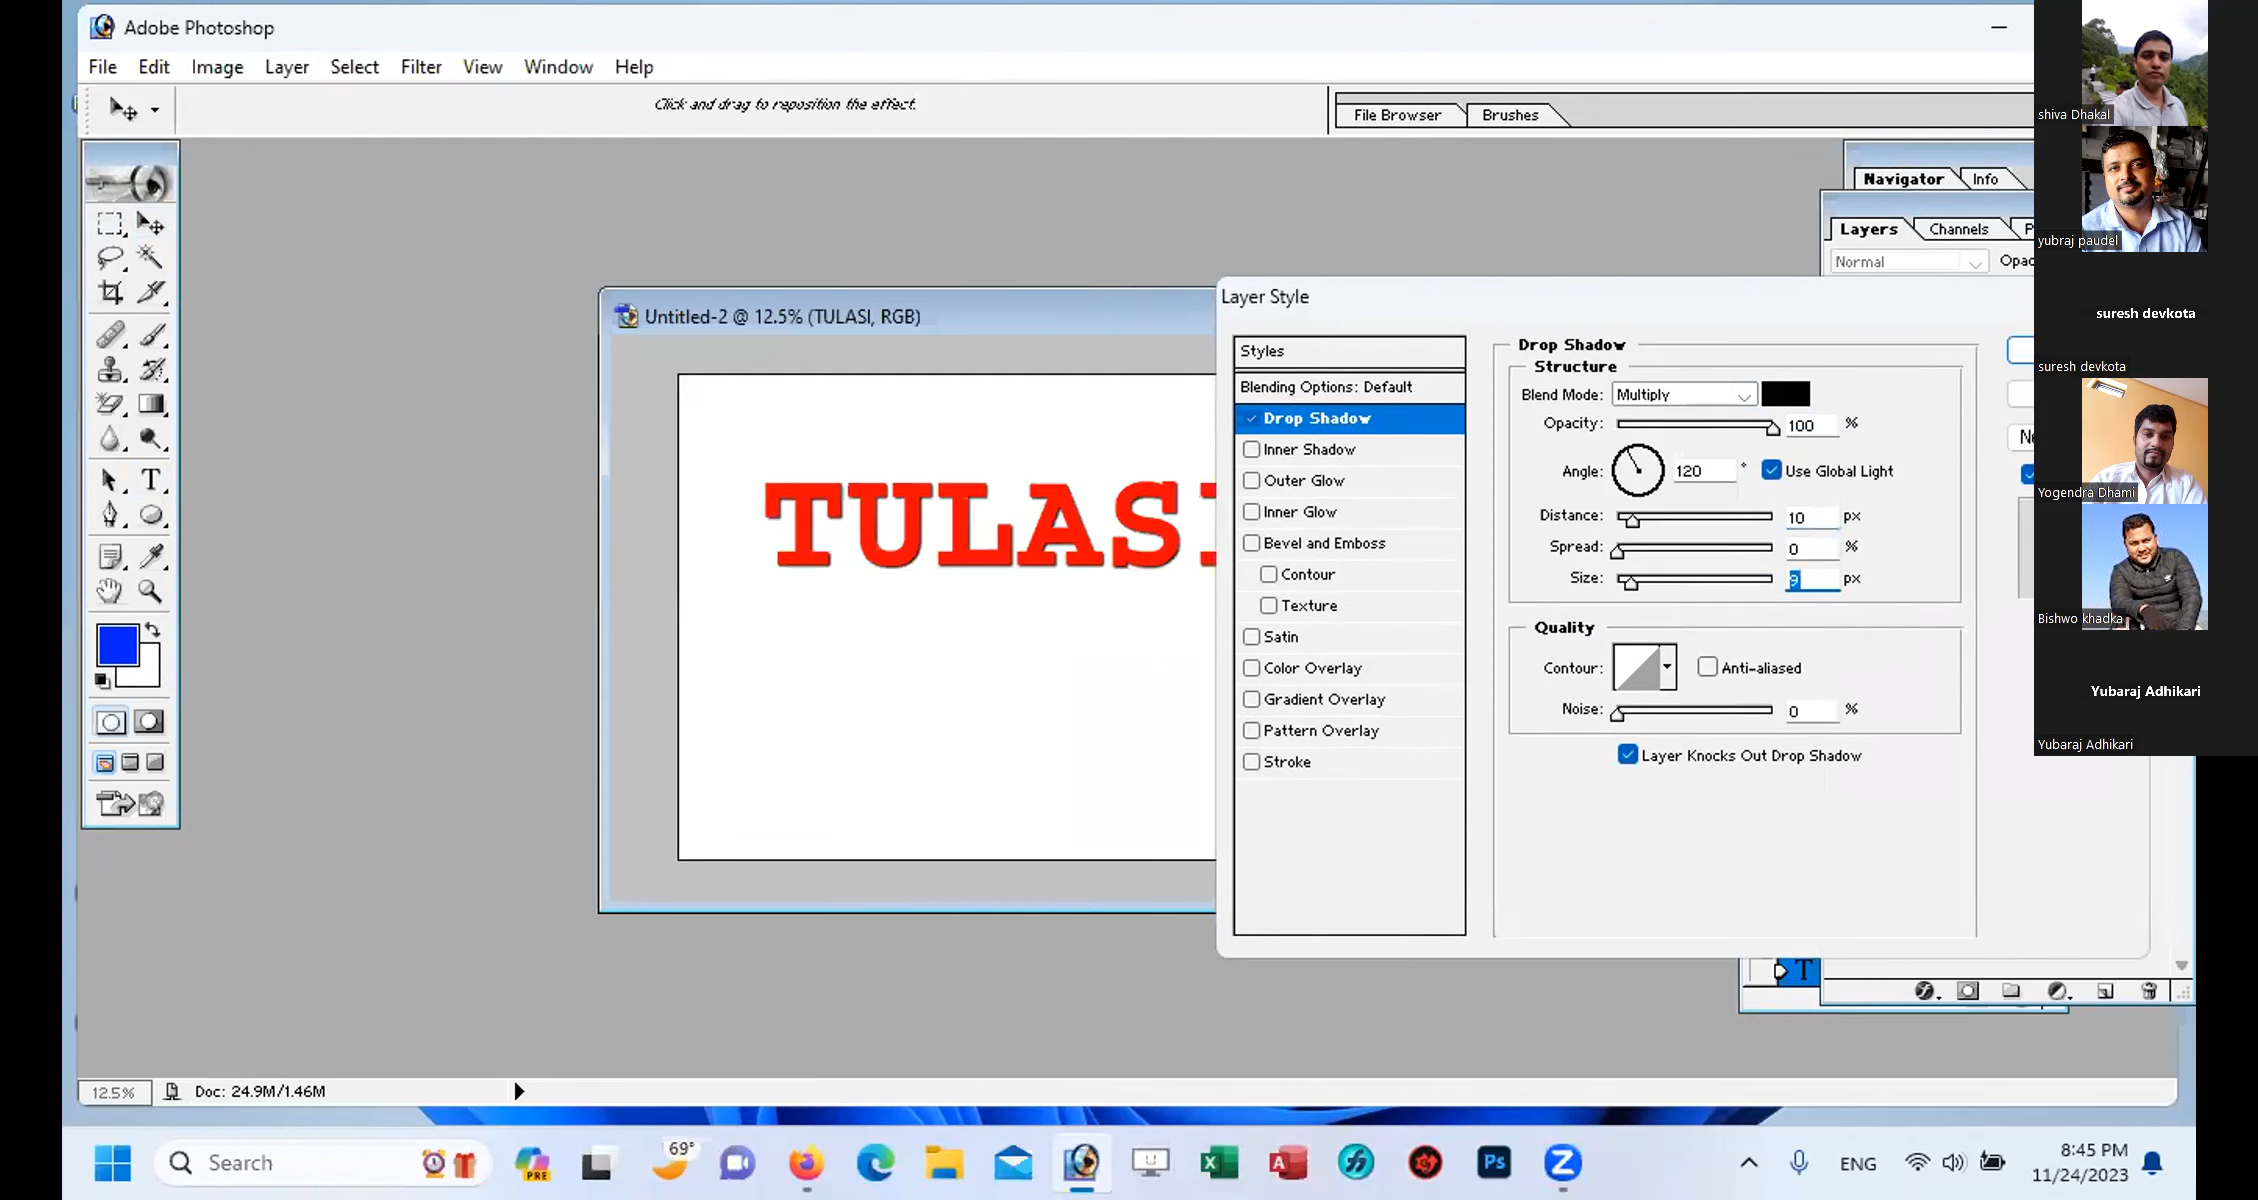 Adobe Photoshop
File Edit Image Layer Select Filter View Window Help
Click and drag to reposition the effect.
File Browser Brushes
Navigator Info
Layers Channels P
Normal Opac
Untitled-2 @ 12.5% (TULASI, RGB)
TULASI
Layer Style
Styles
Blending Options: Default
Drop Shadow
Inner Shadow
Outer Glow
Inner Glow
Bevel and Emboss
Contour
Texture
Satin
Color Overlay
Gradient Overlay
Pattern Overlay
Stroke
Drop Shadow
Structure
Blend Mode: Multiply
Opacity: 100 %
Angle: 120 ° Use Global Light
Distance: 10 px
Spread: 0 %
Size: 9 px
Quality
Contour: Anti-aliased
Noise: 0 %
Layer Knocks Out Drop Shadow
Ne
T
T
shiva Dhakal
yubraj paudel
suresh devkota
suresh devkota
Yogendra Dhami
Bishwo khadka
Yubaraj Adhikari
Yubaraj Adhikari
12.5% Doc: 24.9M/1.46M
Search
PRE
69°
Ps
ENG
8:45 PM
11/24/2023